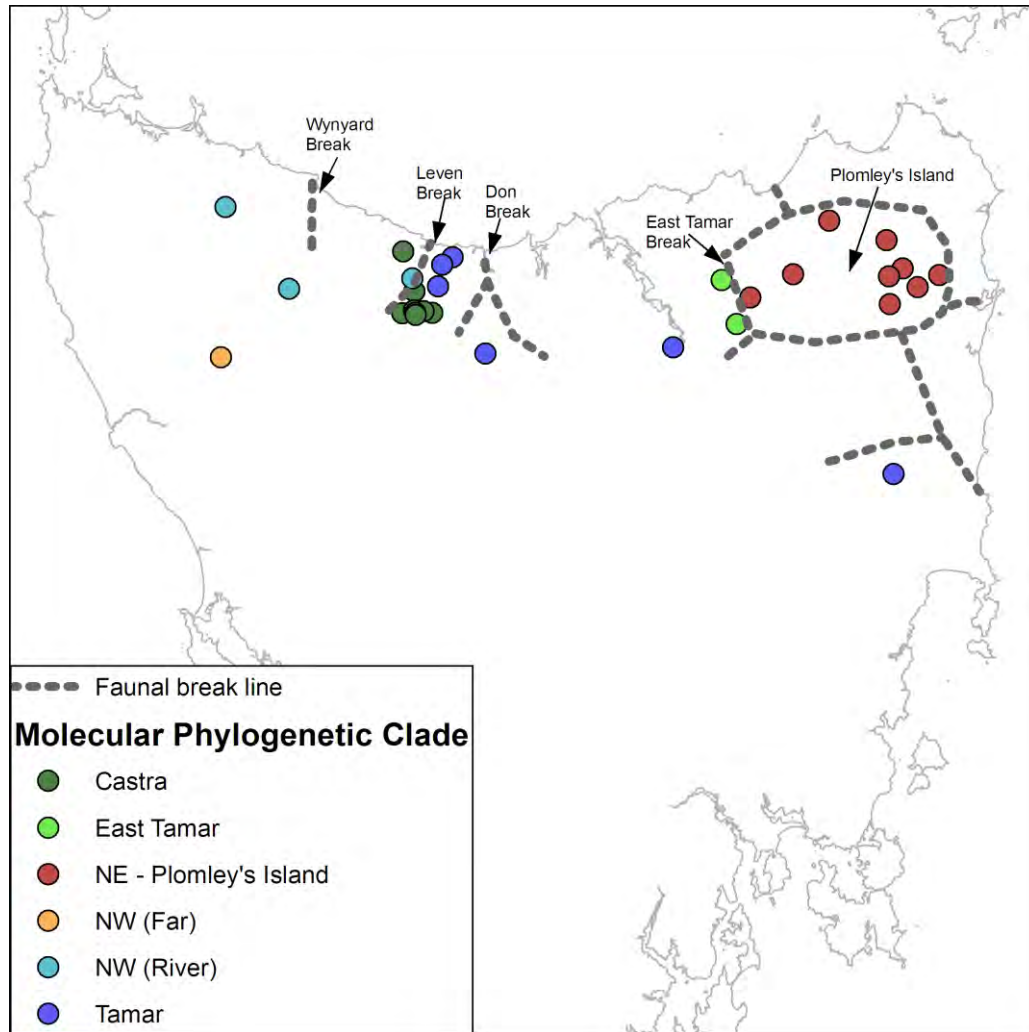 Wynyard
Break
Leven
Break
Don
Break
Plomley's Island
East Tamar
Break
Faunal break line
Molecular Phylogenetic Clade
Castra
East Tamar
NE - Plomley's Island
NW (Far)
NW (River)
Tamar